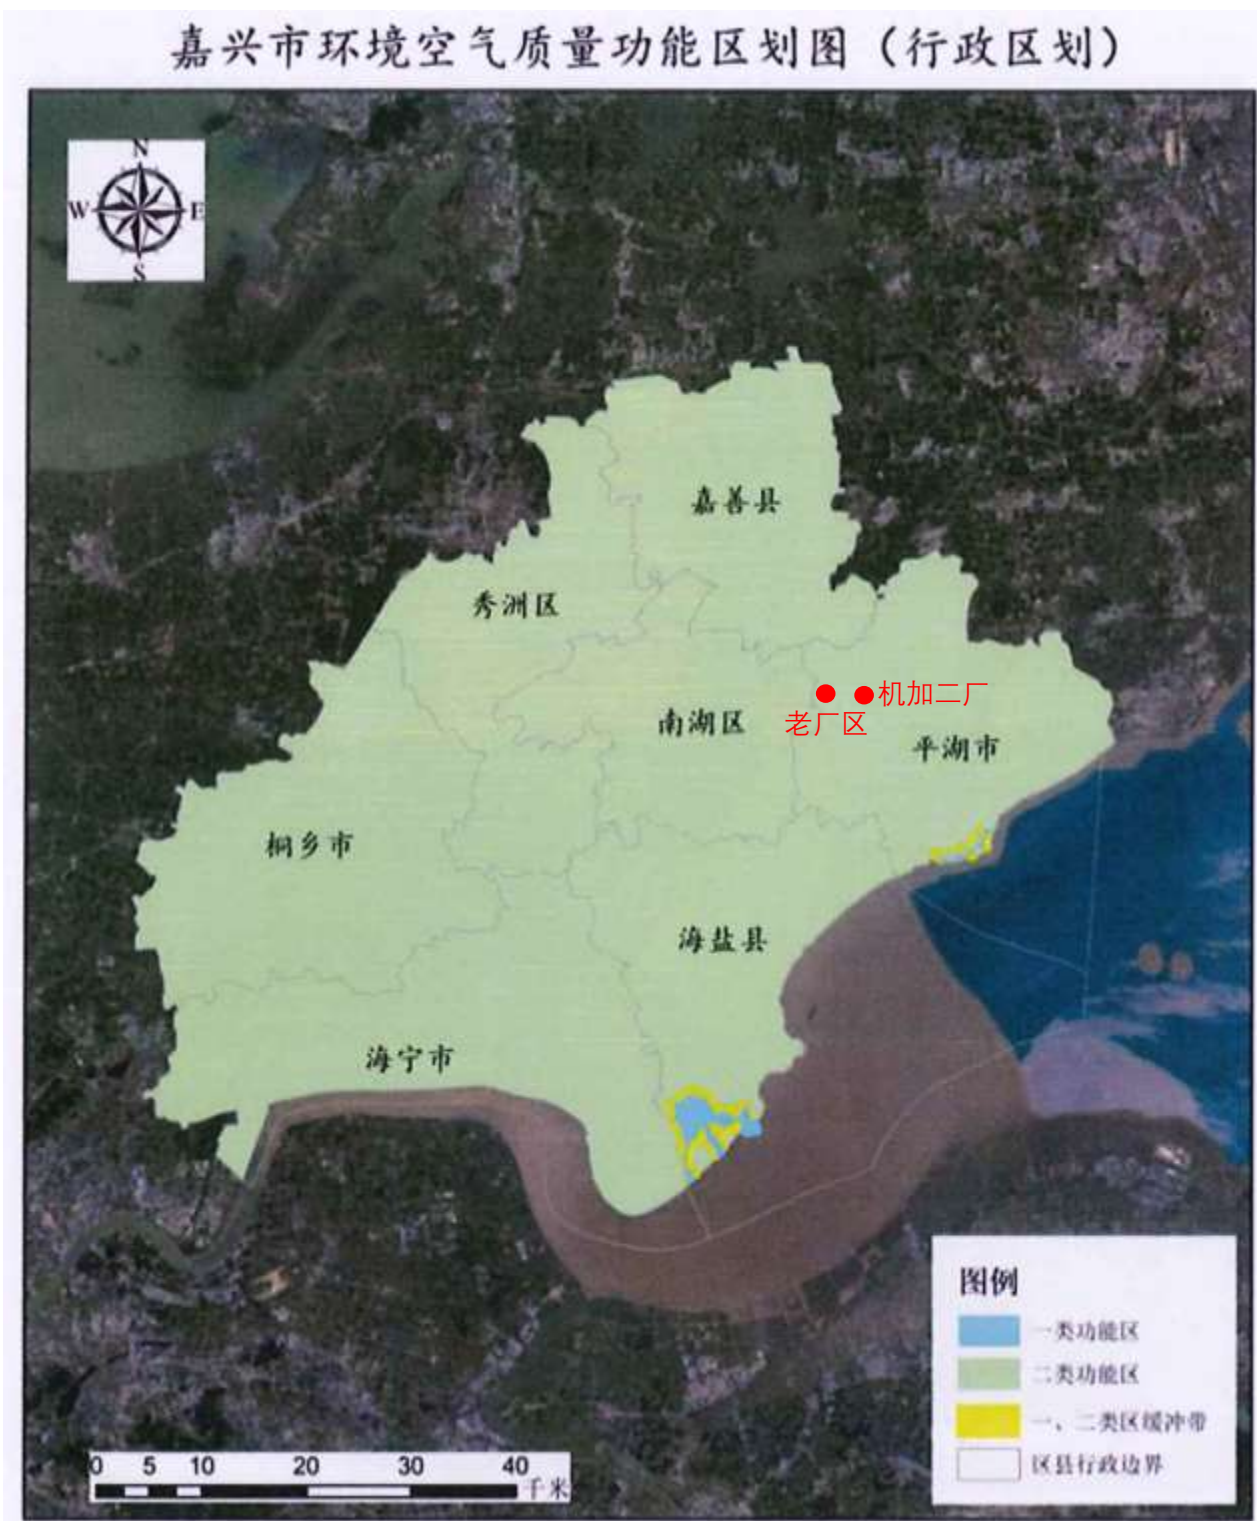 嘉兴市环境空气质量功能区划图（行政区划）
N
W E
S
嘉善县
秀洲区
机加二厂
南湖区
老厂区
平湖市
桐乡市
海盐县
海宁市
图例
一类功能区
二类功能区
一、二类区缓冲带
区县行政边界
0 5 10 20 30 40
千米